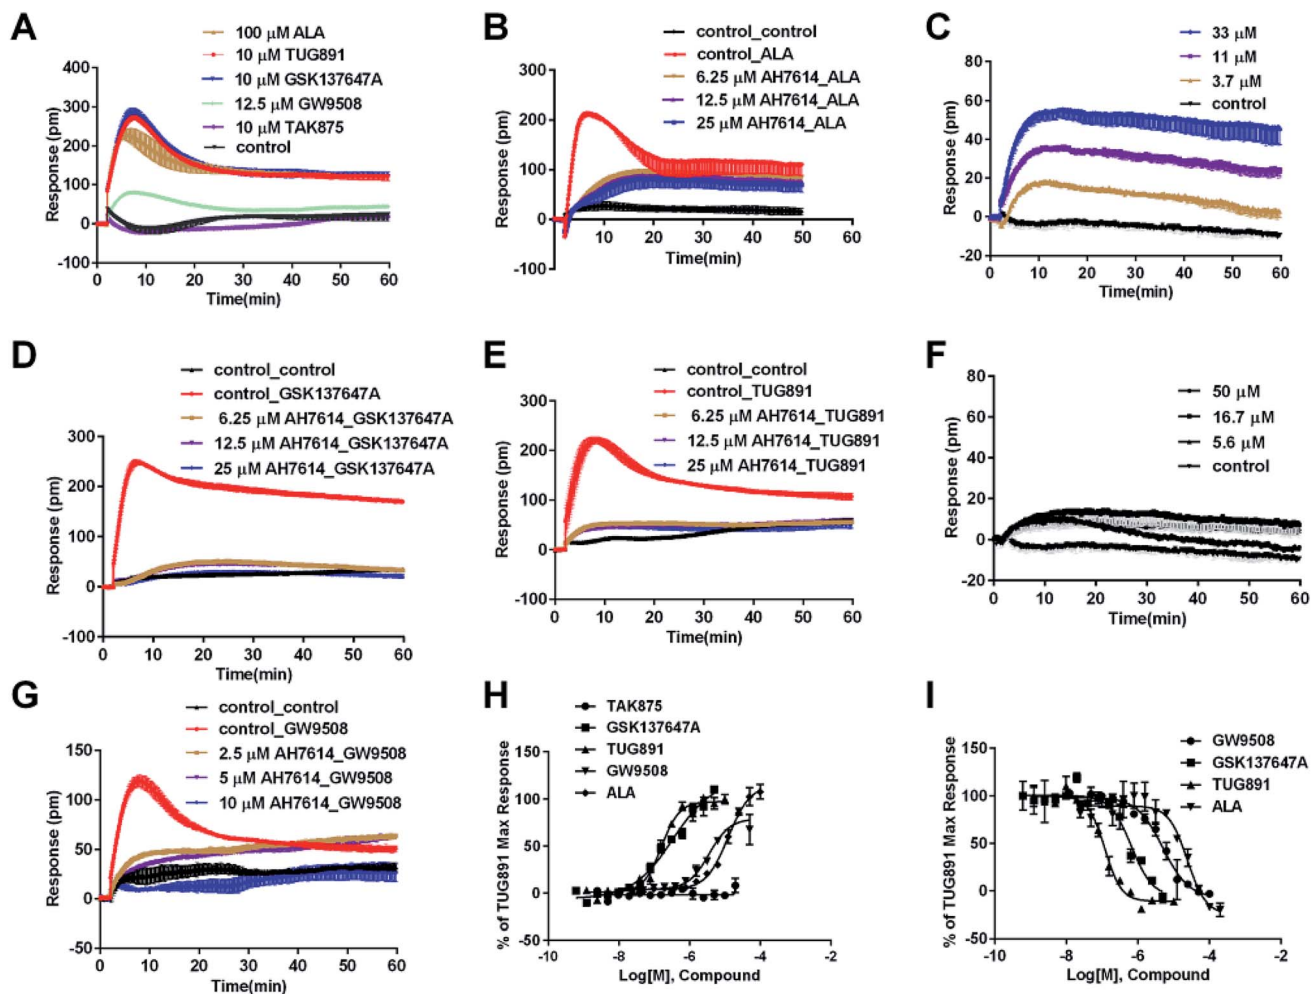 A
100 μM ALA
10 μM TUG891
10 μM GSK137647A
12.5 μM GW9508
10 μM TAK875
control
400
300
200
100
0
-100
Response (pm)
0 10 20 30 40 50 60
Time(min)
B
control_control
control_ALA
6.25 μM AH7614_ALA
12.5 μM AH7614_ALA
25 μM AH7614_ALA
300
200
100
0
-100
Response (pm)
10 20 30 40 50 60
Time(min)
C
33 μM
11 μM
3.7 μM
control
80
60
40
20
0
-20
Response (pm)
0 10 20 30 40 50 60
Time(min)
D
control_control
control_GSK137647A
6.25 μM AH7614_GSK137647A
12.5 μM AH7614_GSK137647A
25 μM AH7614_GSK137647A
300
200
100
0
-100
Response (pm)
10 20 30 40 50 60
Time(min)
E
control_control
control_TUG891
6.25 μM AH7614_TUG891
12.5 μM AH7614_TUG891
25 μM AH7614_TUG891
300
200
100
0
-100
Response (pm)
10 20 30 40 50 60
Time(min)
F
50 μM
16.7 μM
5.6 μM
control
80
60
40
20
0
-20
Response (pm)
0 10 20 30 40 50 60
Time(min)
G
control_control
control_GW9508
2.5 μM AH7614_GW9508
5 μM AH7614_GW9508
10 μM AH7614_GW9508
150
100
50
0
-50
Response (pm)
0 10 20 30 40 50 60
Time(min)
H
TAK875
GSK137647A
TUG891
GW9508
ALA
150
100
50
0
-50
% of TUG891 Max Response
-10 -8 -6 -4 -2
Log[M], Compound
I
GW9508
GSK137647A
TUG891
ALA
150
100
50
0
-50
% of TUG891 Max Response
-10 -8 -6 -4 -2
Log[M], Compound